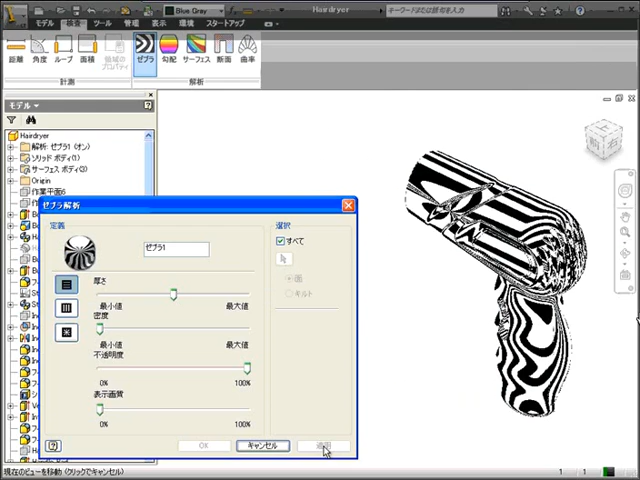 Blue Gray
Hairdryer
キーワードまたは語句を入力
モデル 検査 ツール 管理 表示 環境 スタートアップ
距離 角度 ループ 面積 領域の
プロパティ ゼブラ 勾配 サーフェス 断面 曲率
計測 解析
モデル
Hairdryer
解析: ゼブラ1 (オン)
ソリッド ボディ(1)
サーフェス ボディ(3)
Origin
作業平面6
ゼブラ解析
定義
ゼブラ1
厚さ
最小値 最大値
密度
最小値 最大値
不透明度
0% 100%
表示画質
0% 100%
選択
すべて
面
キルト
OK キャンセル 適用
現在のビューを移動 (クリックでキャンセル)
1 1